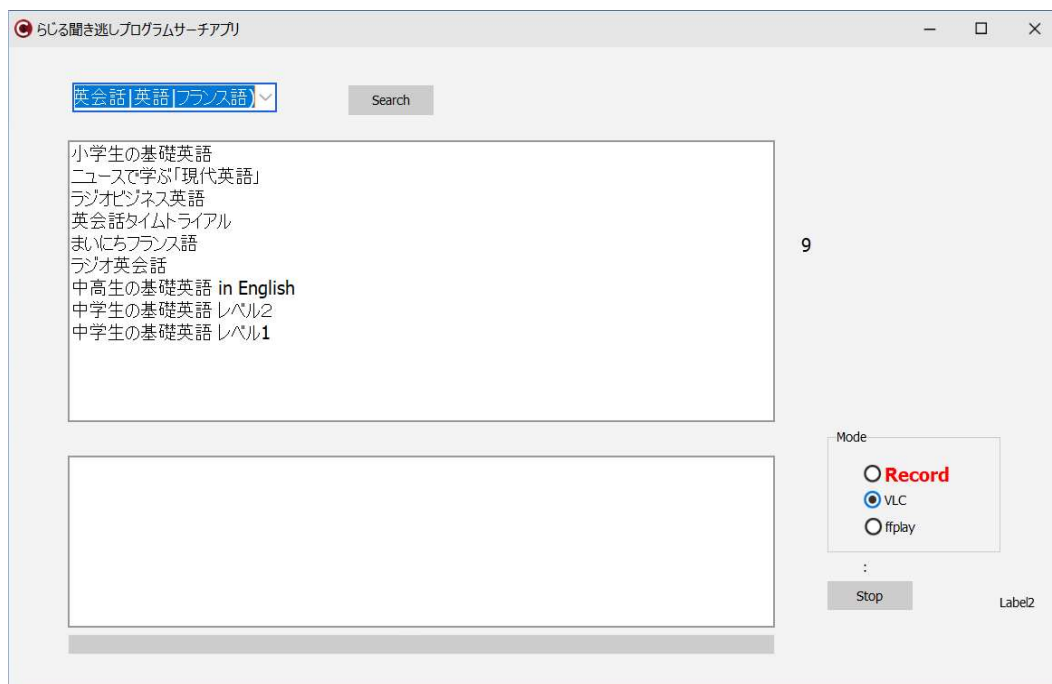 らじる聞き逃しプログラムサーチアプリ
英会話|英語|フランス語)
Search
小学生の基礎英語
ニュースで学ぶ「現代英語」
ラジオビジネス英語
英会話タイムトライアル
まいにちフランス語
ラジオ英会話
中高生の基礎英語 in English
中学生の基礎英語 レベル２
中学生の基礎英語 レベル1
9
Mode
Record
VLC
ffplay
:
Stop
Label2